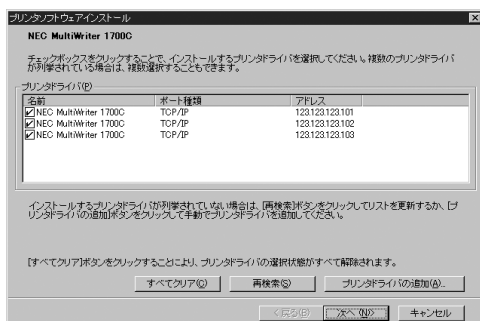 プリンタソフトウェアインストール
NEC MultiWriter 1700C
チェックボックスをクリックすることで、インストールするプリンタドライバを選択してください。複数のプリンタドライバ
が列挙されている場合は、複数選択することもできます。
プリンタドライバ(P)
名前 ポート種類 アドレス
NEC MultiWriter 1700C TCP/IP 123.123.123.101
NEC MultiWriter 1700C TCP/IP 123.123.123.102
NEC MultiWriter 1700C TCP/IP 123.123.123.103
インストールするプリンタドライバが列挙されていない場合は、[再検索]ボタンをクリックしてリストを更新するか、[プ
リンタドライバの追加]ボタンをクリックして手動でプリンタドライバを追加してください。
[すべてクリア]ボタンをクリックすることにより、プリンタドライバの選択状態がすべて解除されます。
すべてクリア(C) 再検索(S) プリンタドライバの追加(A)...
< 戻る(B) 次へ(N)> キャンセル